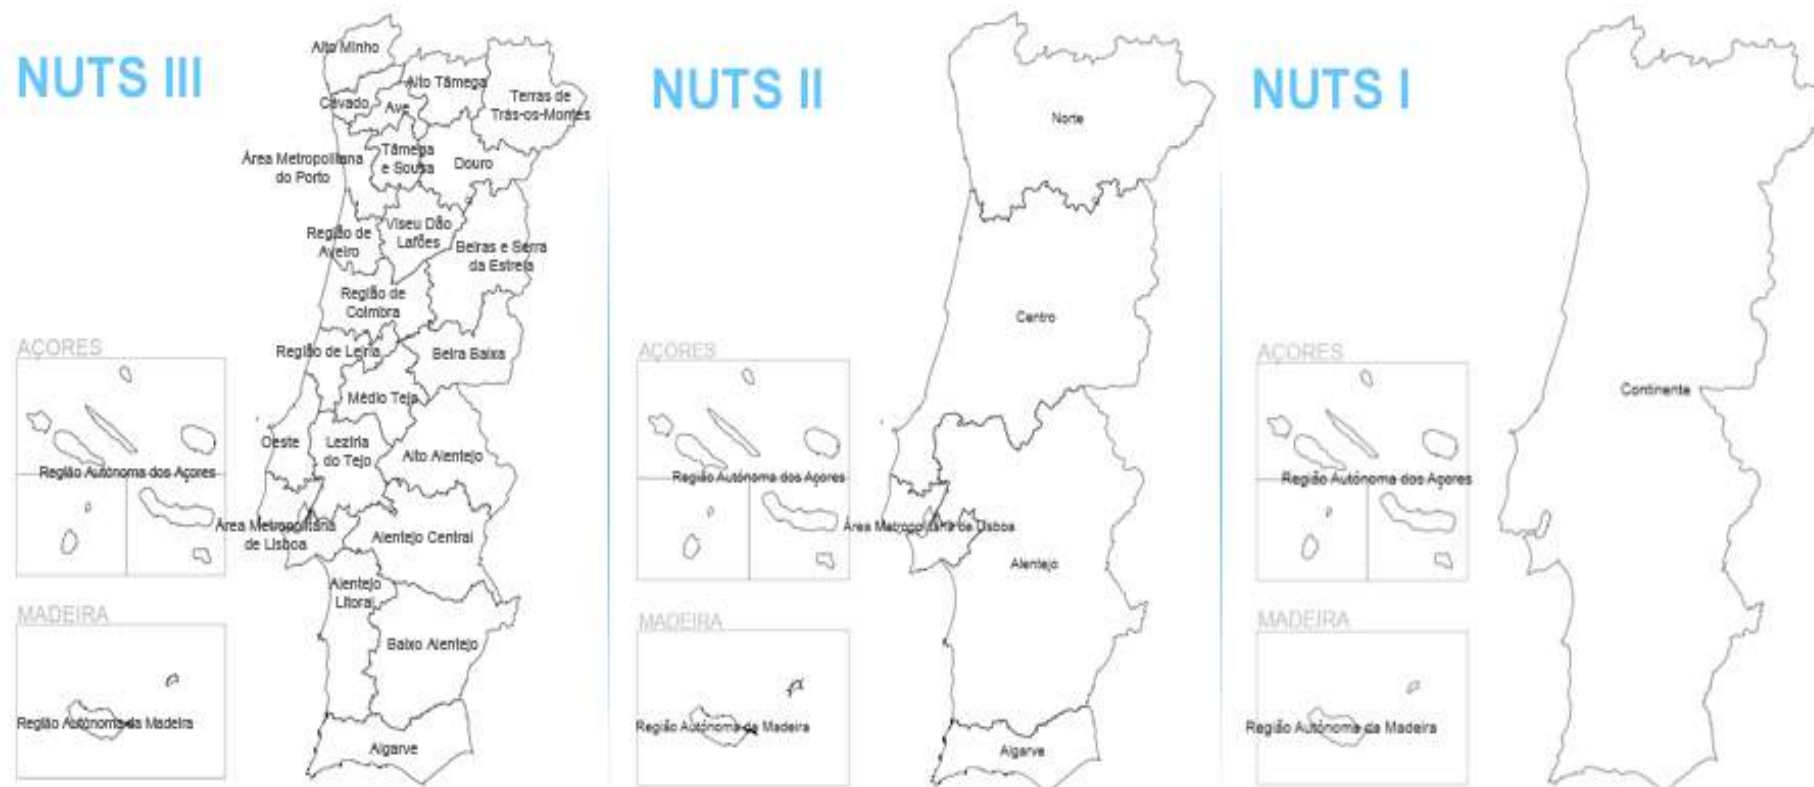 NUTS III
Alto Minho
Alto Tâmega
Terras de
Trás-os-Montes
Cávado
Ave
Área Metropolitana
do Porto
Tâmega
e Sousa
Douro
Região de
Aveiro
Viseu Dão
Lafões
Beiras e Serra
da Estrela
Região de
Coimbra
Região de Leiria
Beira Baixa
Médio Tejo
Oeste
Lezíria
do Tejo
Alto Alentejo
Área Metropolitana
de Lisboa
Alentejo Central
Alentejo
Litoral
Baixo Alentejo
Algarve
AÇORES
Região Autónoma dos Açores
MADEIRA
Região Autónoma da Madeira
NUTS II
Norte
Centro
Área Metropolitana de Lisboa
Alentejo
Algarve
AÇORES
Região Autónoma dos Açores
MADEIRA
Região Autónoma da Madeira
NUTS I
Continente
AÇORES
Região Autónoma dos Açores
MADEIRA
Região Autónoma da Madeira